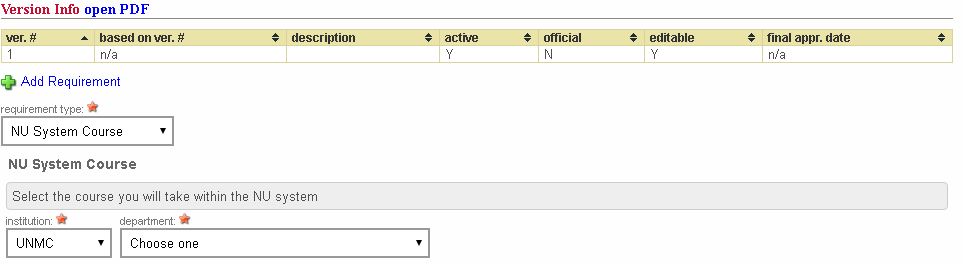 Version Info open PDF
ver. # based on ver. # description active official editable final appr. date
1 n/a Y N Y n/a
Add Requirement
requirement type:
NU System Course
NU System Course
Select the course you will take within the NU system
institution: department:
UNMC Choose one